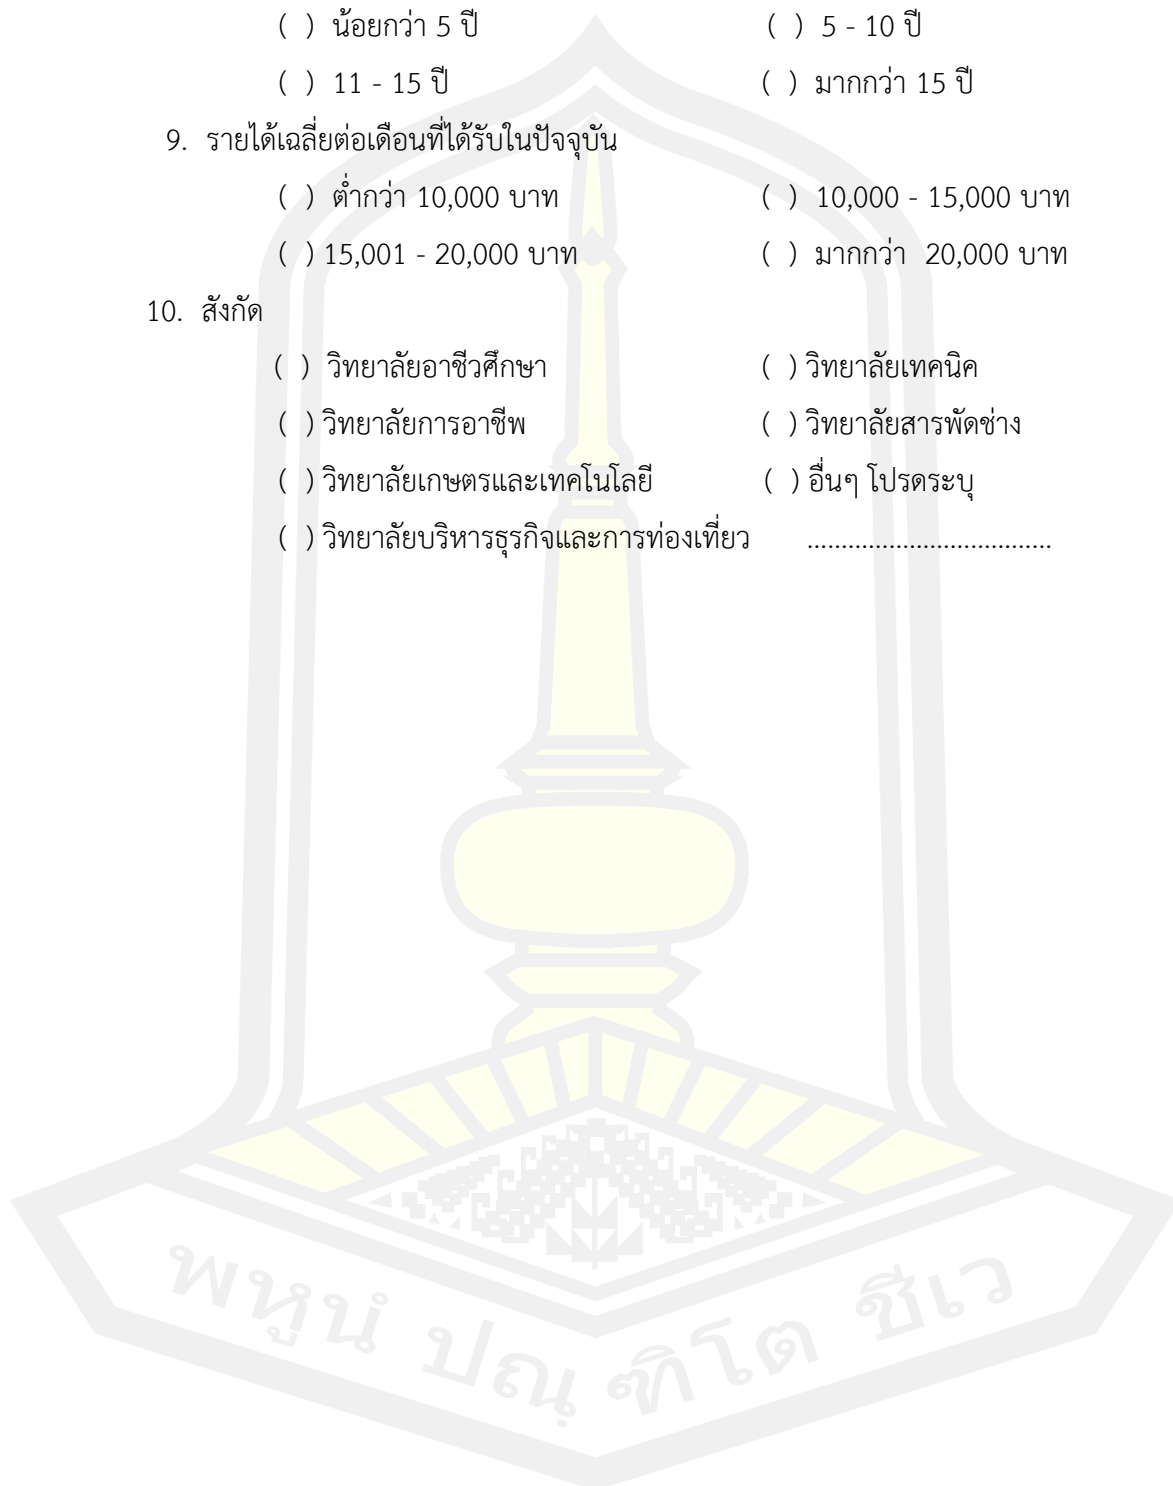 ( ) น้อยกว่า 5 ปี ( ) 5 - 10 ปี
( ) 11 - 15 ปี ( ) มากกว่า 15 ปี
9. รายได้เฉลี่ยต่อเดือนที่ได้รับในปัจจุบัน
( ) ต่ำกว่า 10,000 บาท ( ) 10,000 - 15,000 บาท
( ) 15,001 - 20,000 บาท ( ) มากกว่า 20,000 บาท
10. สังกัด
( ) วิทยาลัยอาชีวศึกษา ( ) วิทยาลัยเทคนิค
( ) วิทยาลัยการอาชีพ ( ) วิทยาลัยสารพัดช่าง
( ) วิทยาลัยเกษตรและเทคโนโลยี ( ) อื่นๆ โปรดระบุ
( ) วิทยาลัยบริหารธุรกิจและการท่องเที่ยว ....................................
พหูนํ ปณฺ ฑิโต ชีเว